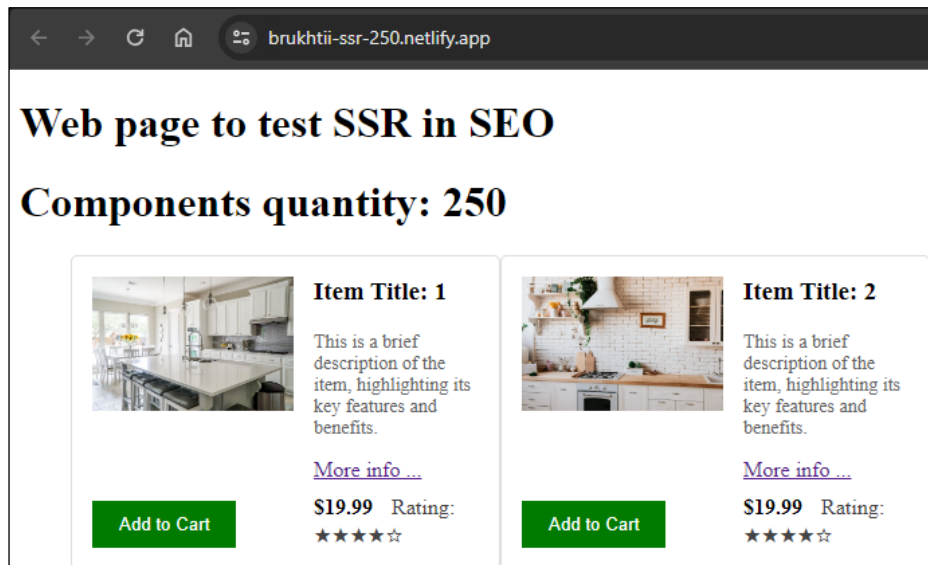 brukhtii-ssr-250.netlify.app
Web page to test SSR in SEO
Components quantity: 250
Item Title: 1
This is a brief
description of the
item, highlighting its
key features and
benefits.
More info ...
$19.99 Rating:
★★★★☆
Add to Cart
Item Title: 2
This is a brief
description of the
item, highlighting its
key features and
benefits.
More info ...
$19.99 Rating:
★★★★☆
Add to Cart